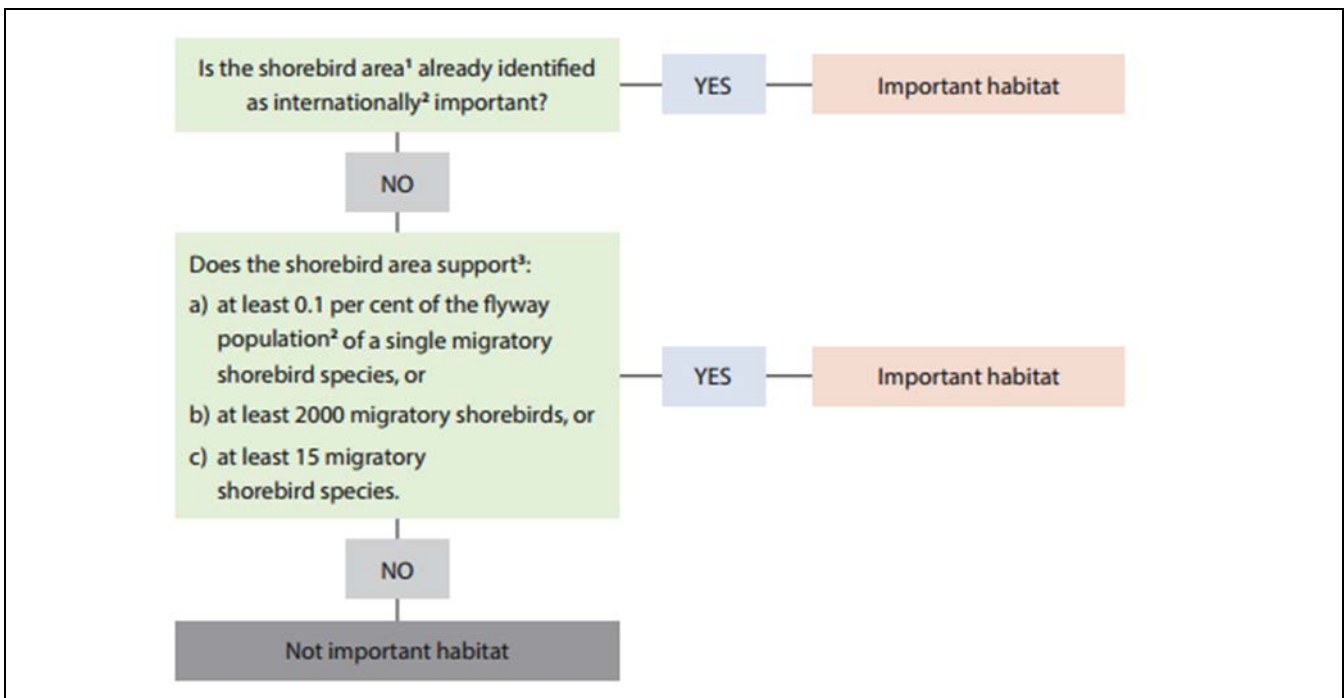 Is the shorebird area¹ already identified
as internationally² important?
YES
Important habitat
NO
Does the shorebird area support³:
a) at least 0.1 per cent of the flyway
population² of a single migratory
shorebird species, or
b) at least 2000 migratory shorebirds, or
c) at least 15 migratory
shorebird species.
YES
Important habitat
NO
Not important habitat